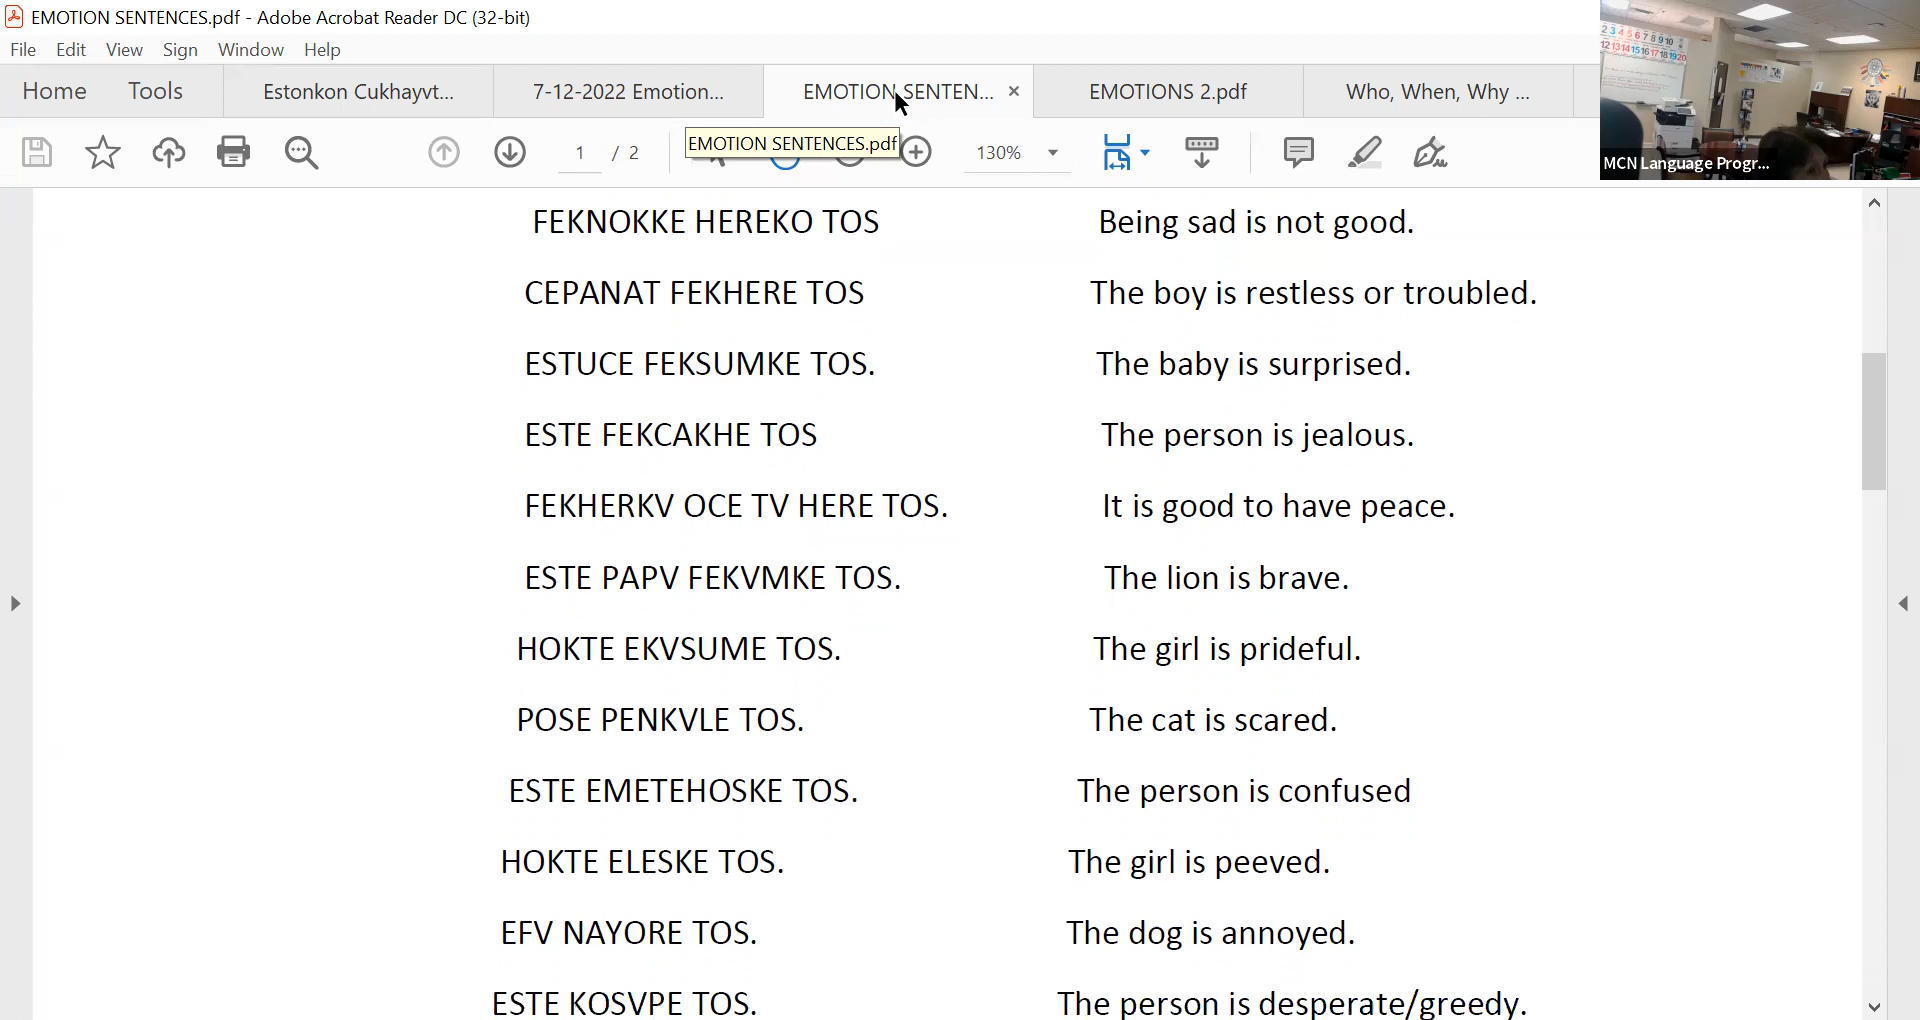 EMOTION SENTENCES.pdf - Adobe Acrobat Reader DC (32-bit)
File Edit View Sign Window Help
Home Tools Estonkon Cukhayvt... 7-12-2022 Emotion... EMOTION SENTEN... EMOTIONS 2.pdf Who, When, Why ...
1 / 2 EMOTION SENTENCES.pdf 130%
MCN Language Progr...
FEKNOKKE HEREKO TOS Being sad is not good.
CEPANAT FEKHERE TOS The boy is restless or troubled.
ESTUCE FEKSUMKE TOS. The baby is surprised.
ESTE FEKCAKHE TOS The person is jealous.
FEKHERKV OCE TV HERE TOS. It is good to have peace.
ESTE PAPV FEKVMKE TOS. The lion is brave.
HOKTE EKVSUME TOS. The girl is prideful.
POSE PENKVLE TOS. The cat is scared.
ESTE EMETEHOSKE TOS. The person is confused
HOKTE ELESKE TOS. The girl is peeved.
EFV NAYORE TOS. The dog is annoyed.
ESTE KOSVPE TOS. The person is desperate/greedy.